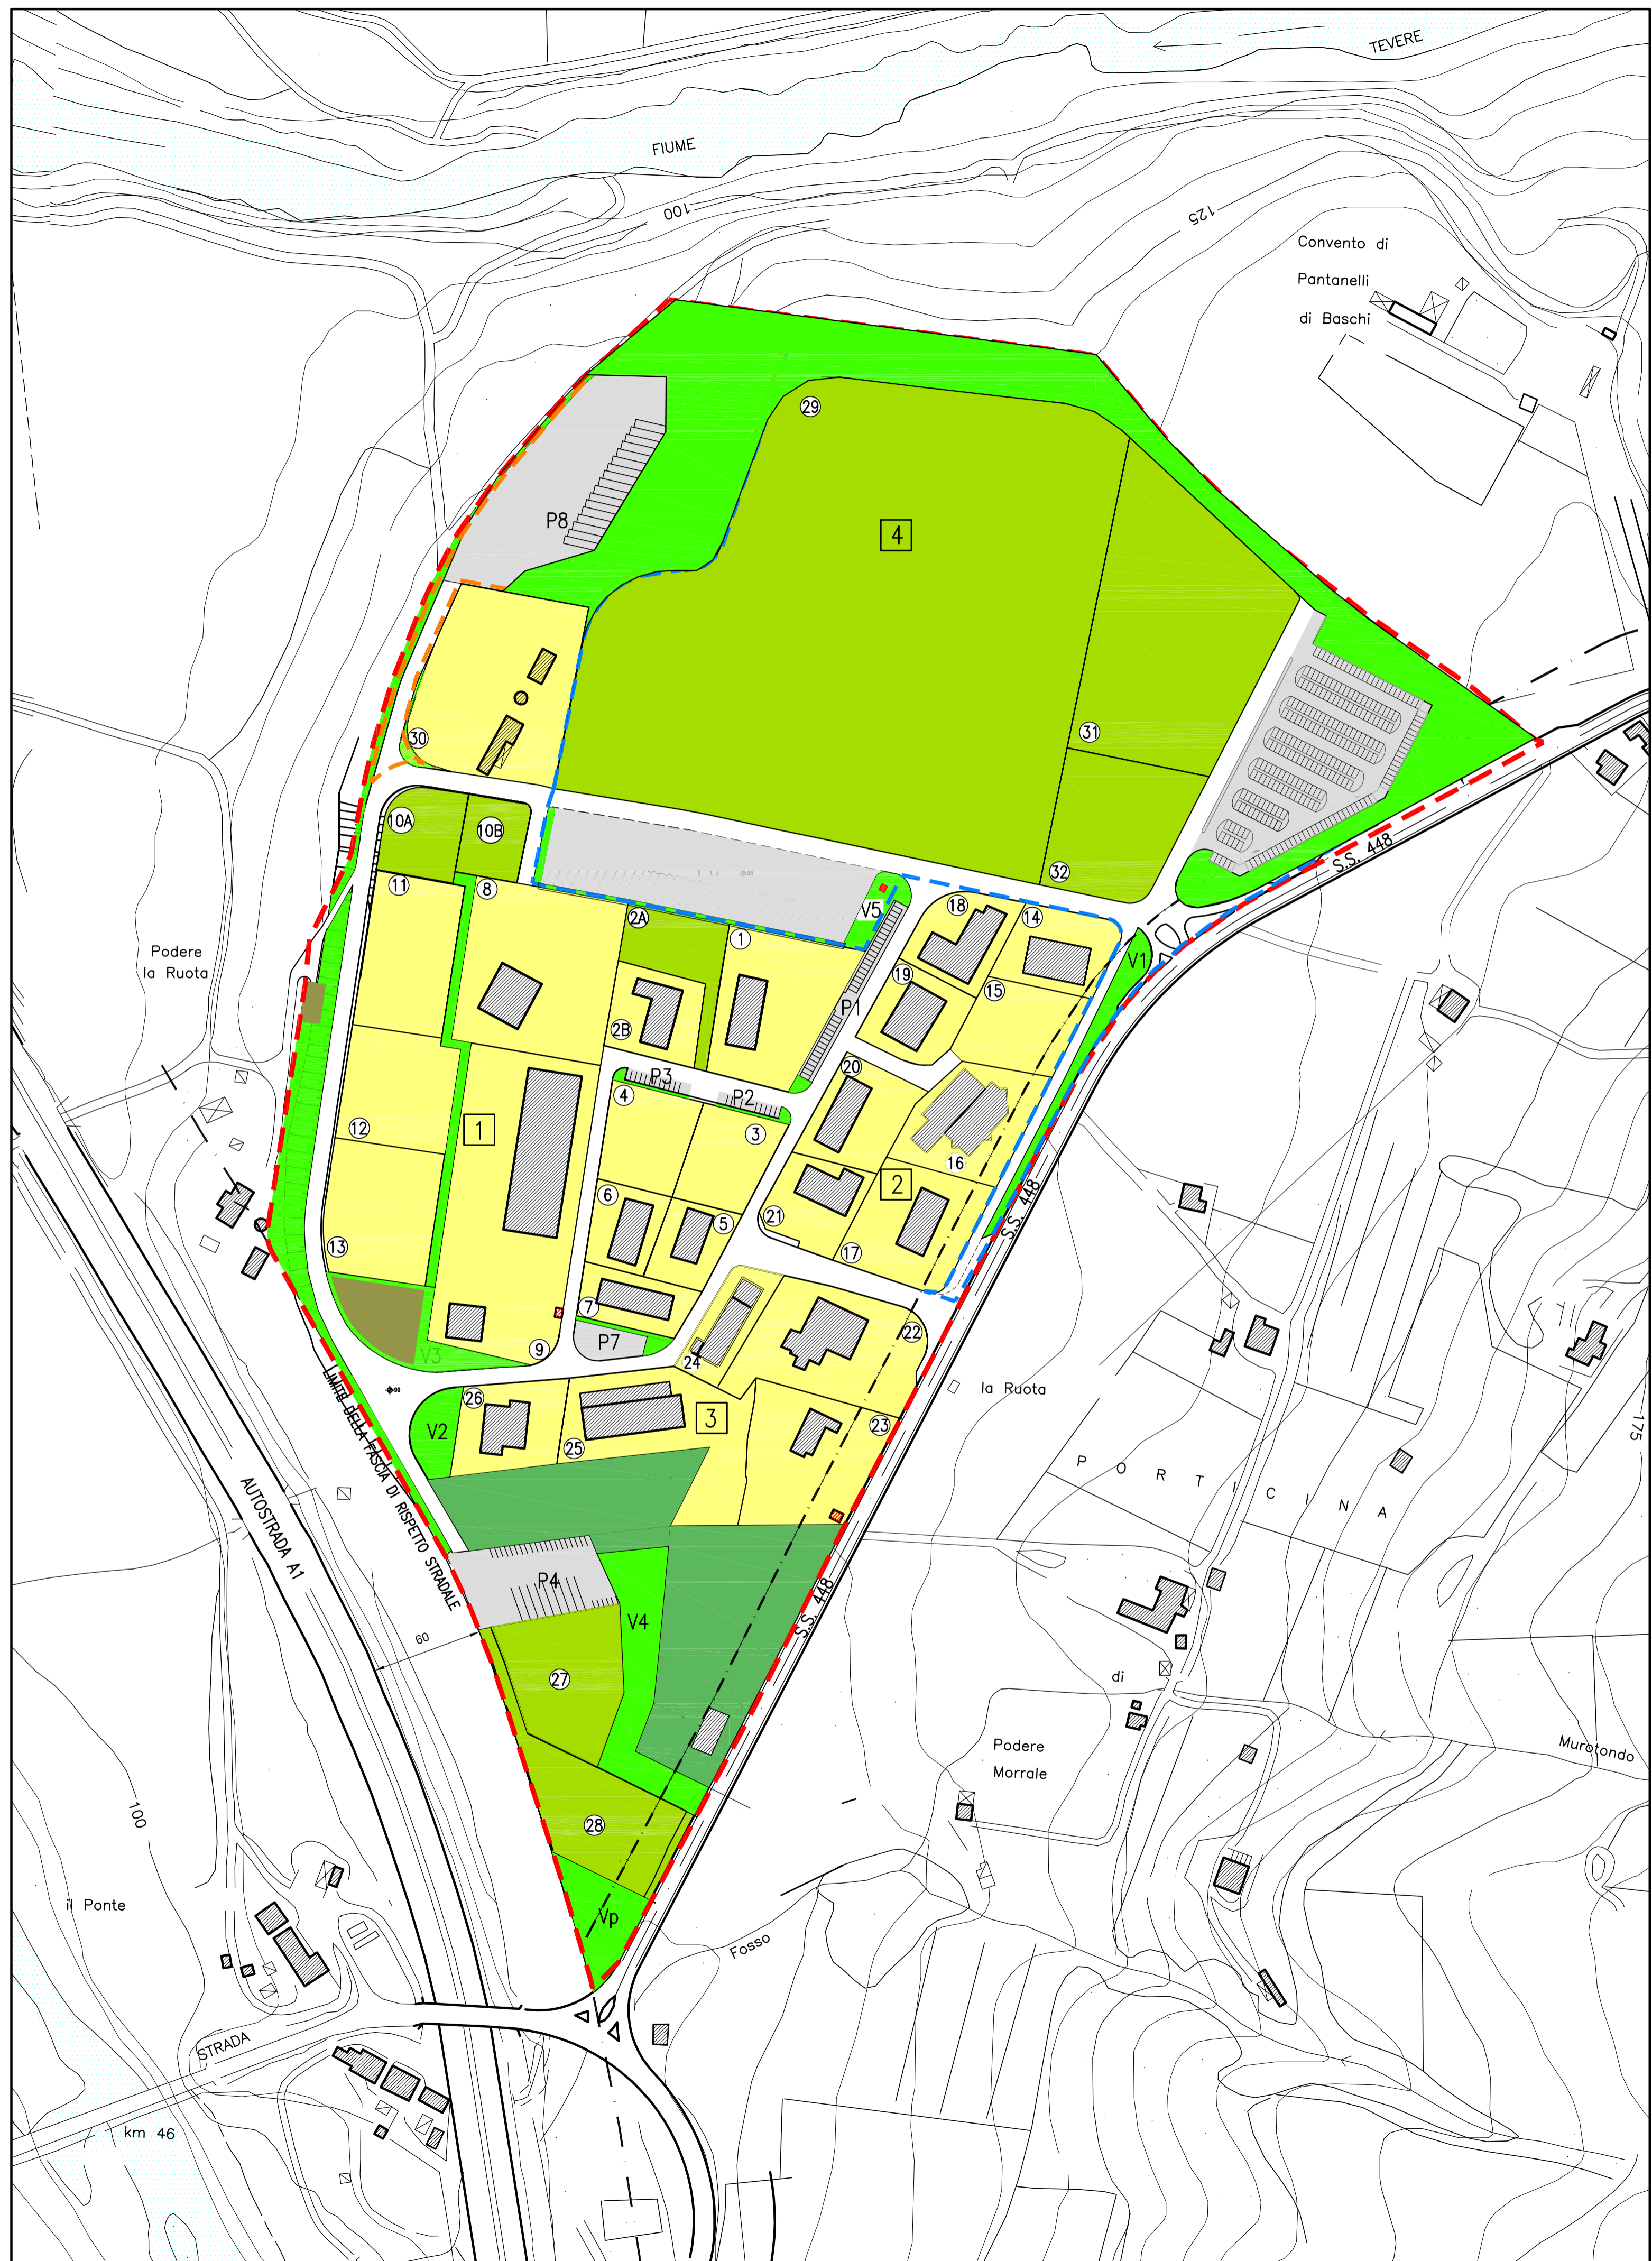 TEVERE
FIUME
100
125
Convento di
Pantanelli
di Baschi
29
P8
4
31
30
10A
10B
32
S.S. 448
11
8
2A
V5
18
14
1
Podere
la Ruota
V1
19
15
P1
2B
20
P3
P2
4
3
12
1
16
2
6
5
21
S.S. 448
17
13
7
22
9
P7
V3
24
la Ruota
26
V2
3
23
25
LIMITE DELLA FASCIA DI RISPETTO STRADALE
AUTOSTRADA A1
PORTICINA
175
P4
V4
S.S. 448
60
27
di
Podere
Morrale
Murotondo
100
28
il Ponte
Vp
Fosso
STRADA
km 46